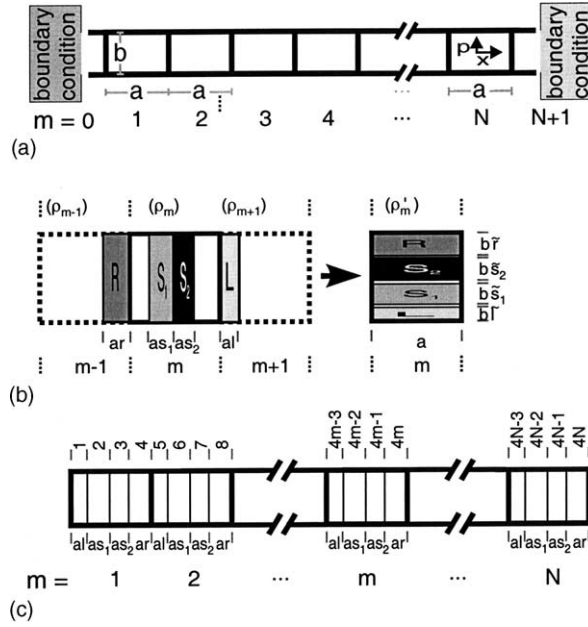 boundary condition
b
a a
p x
a
boundary condition
m = 0 1 2 3 4 ... N N+1
(a)
(ρm-1) (ρm) (ρm+1) (ρ'm)
R S1 S2 L
R
S2
S1
L
b r̃
b s̃2
b s̃1
b l̃
ar as1 as2 al
a
m-1 m m+1 m
(b)
1 2 3 4 5 6 7 8 4m-3 4m-2 4m-1 4m 4N-3 4N-2 4N-1 4N
al as1 as2 ar al as1 as2 ar al as1 as2 ar al as1 as2 ar
m = 1 2 ... m ... N
(c)